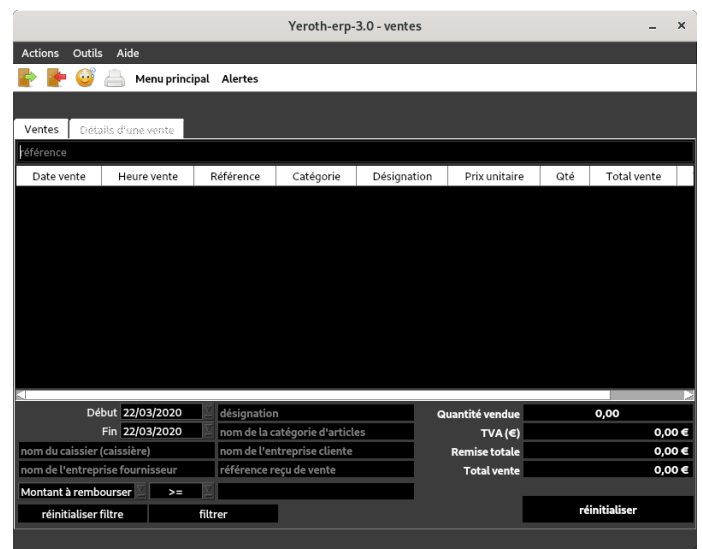 Yeroth-erp-3.0 - ventes
Actions Outils Aide
Menu principal Alertes
Ventes Détails d'une vente
référence
Date vente Heure vente Référence Catégorie Désignation Prix unitaire Qté Total vente
Début 22/03/2020 désignation Quantité vendue 0,00
Fin 22/03/2020 nom de la catégorie d'articles TVA (€) 0,00 €
nom du caissier (caissière) nom de l'entreprise cliente Remise totale 0,00 €
nom de l'entreprise fournisseur référence reçu de vente Total vente 0,00 €
Montant à rembourser >=
réinitialiser filtre filtrer réinitialiser